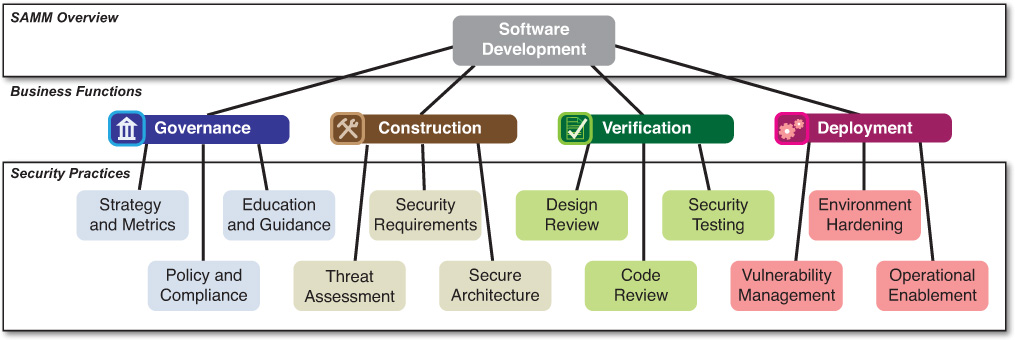 SAMM Overview
Software
Development
Business Functions
Governance
Construction
Verification
Deployment
Security Practices
Strategy
and Metrics
Education
and Guidance
Security
Requirements
Design
Review
Security
Testing
Environment
Hardening
Policy and
Compliance
Threat
Assessment
Secure
Architecture
Code
Review
Vulnerability
Management
Operational
Enablement